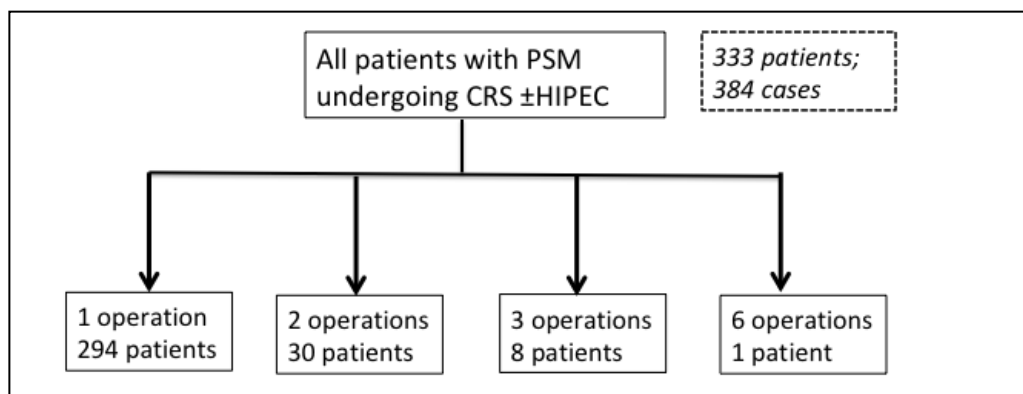 All patients with PSM
undergoing CRS ±HIPEC
333 patients;
384 cases
1 operation
294 patients
2 operations
30 patients
3 operations
8 patients
6 operations
1 patient